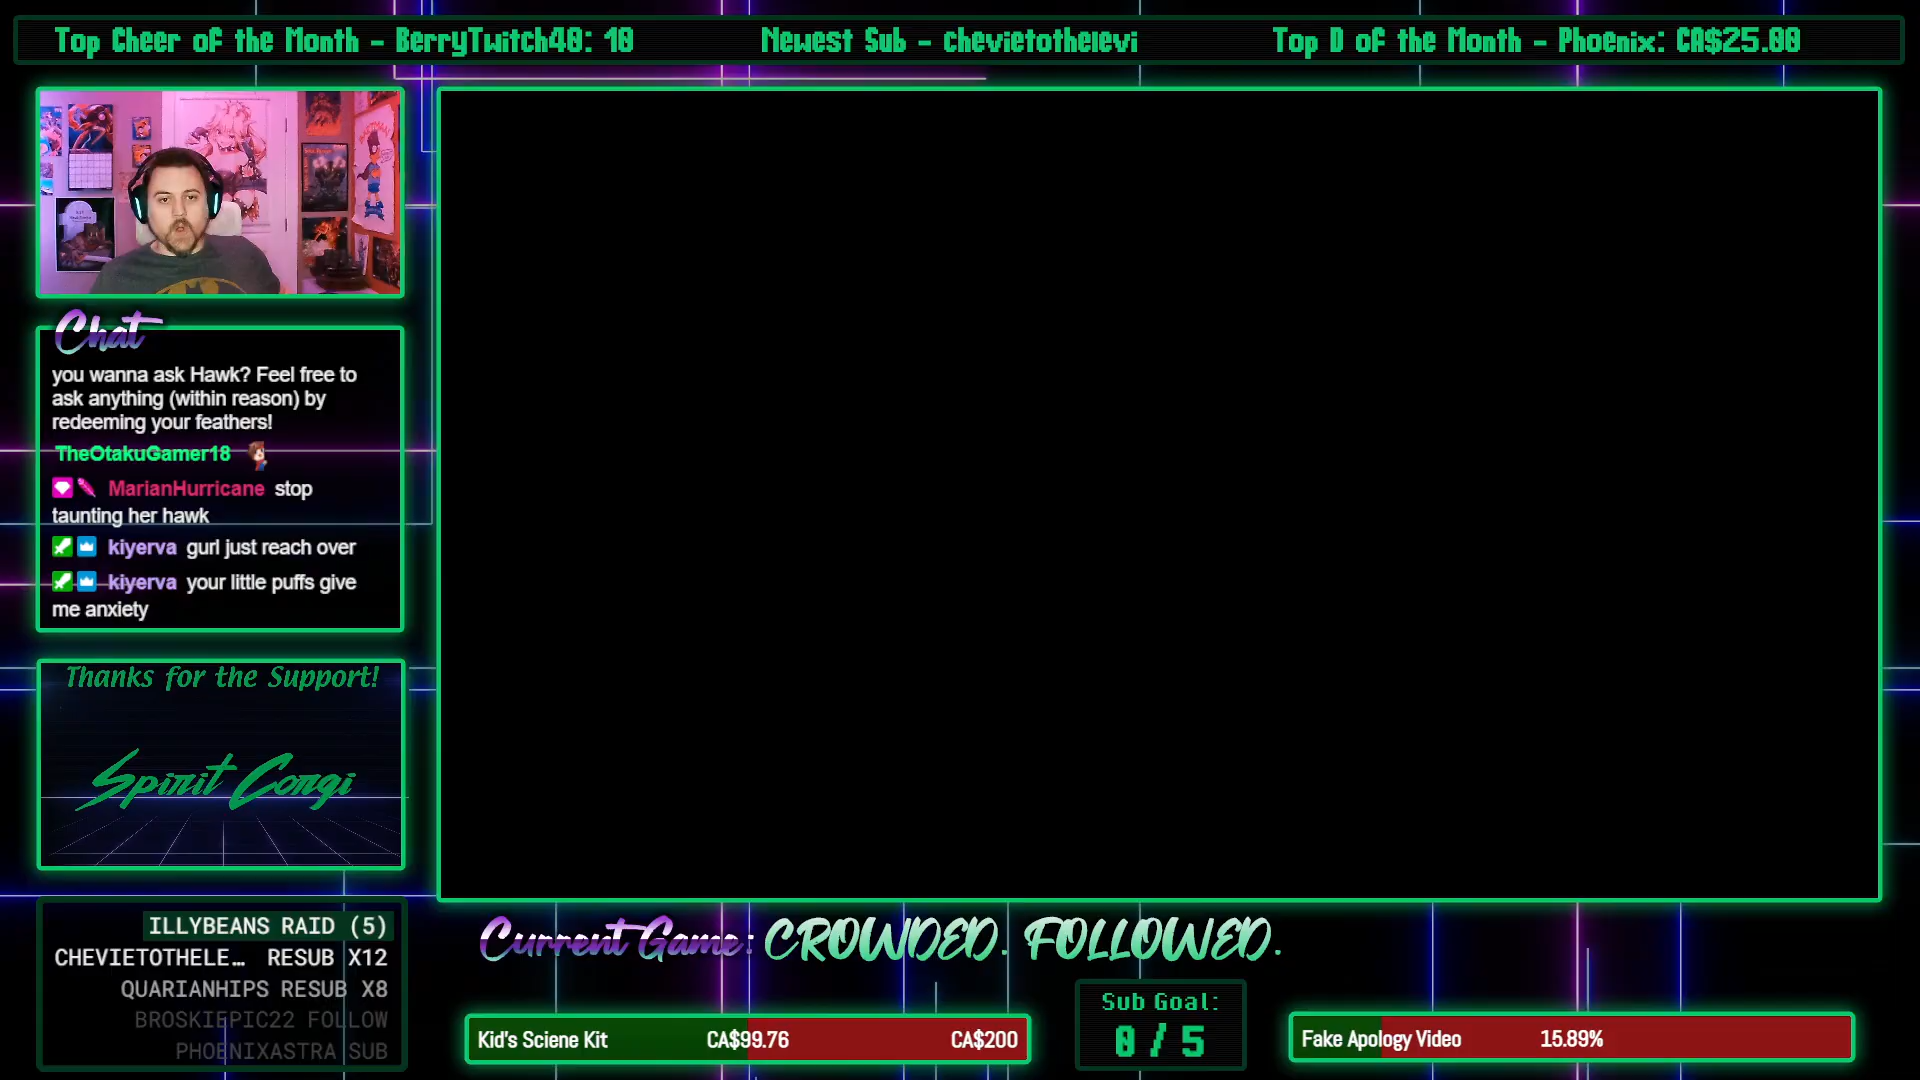 Top Cheer of the Month - BerryTwitch40: 10
Newest Sub - chevietothelevi
Top D of the Month - Phoenix: CA$25.00
Chat
you wanna ask Hawk? Feel free to
ask anything (within reason) by
redeeming your feathers!
TheOtakuGamer18
MarianHurricane stop
taunting her hawk
kiyerva gurl just reach over
kiyerva your little puffs give
me anxiety
Thanks for the Support!
Spirit Corgi
ILLYBEANS RAID (5)
CHEVIETOTHELE... RESUB X12
QUARIANHIPS RESUB X8
BROSKIEPIC22 FOLLOW
PHOENIXASTRA SUB
Current Game: CROWDED. FOLLOWED.
Kid's Sciene Kit CA$99.76 CA$200
Sub Goal:
0 / 5
Fake Apology Video 15.89%